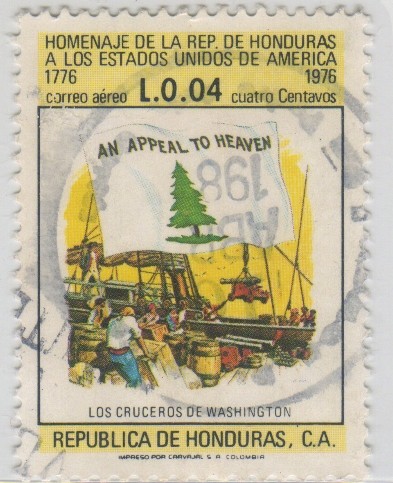 HOMENAJE DE LA REP. DE HONDURAS
A LOS ESTADOS UNIDOS DE AMERICA
1776 1976
correo aéreo L.0.04 cuatro Centavos
AN APPEAL TO HEAVEN
198
LOS CRUCEROS DE WASHINGTON
REPUBLICA DE HONDURAS, C.A.
IMPRESO POR CARVAJAL S. A. COLOMBIA